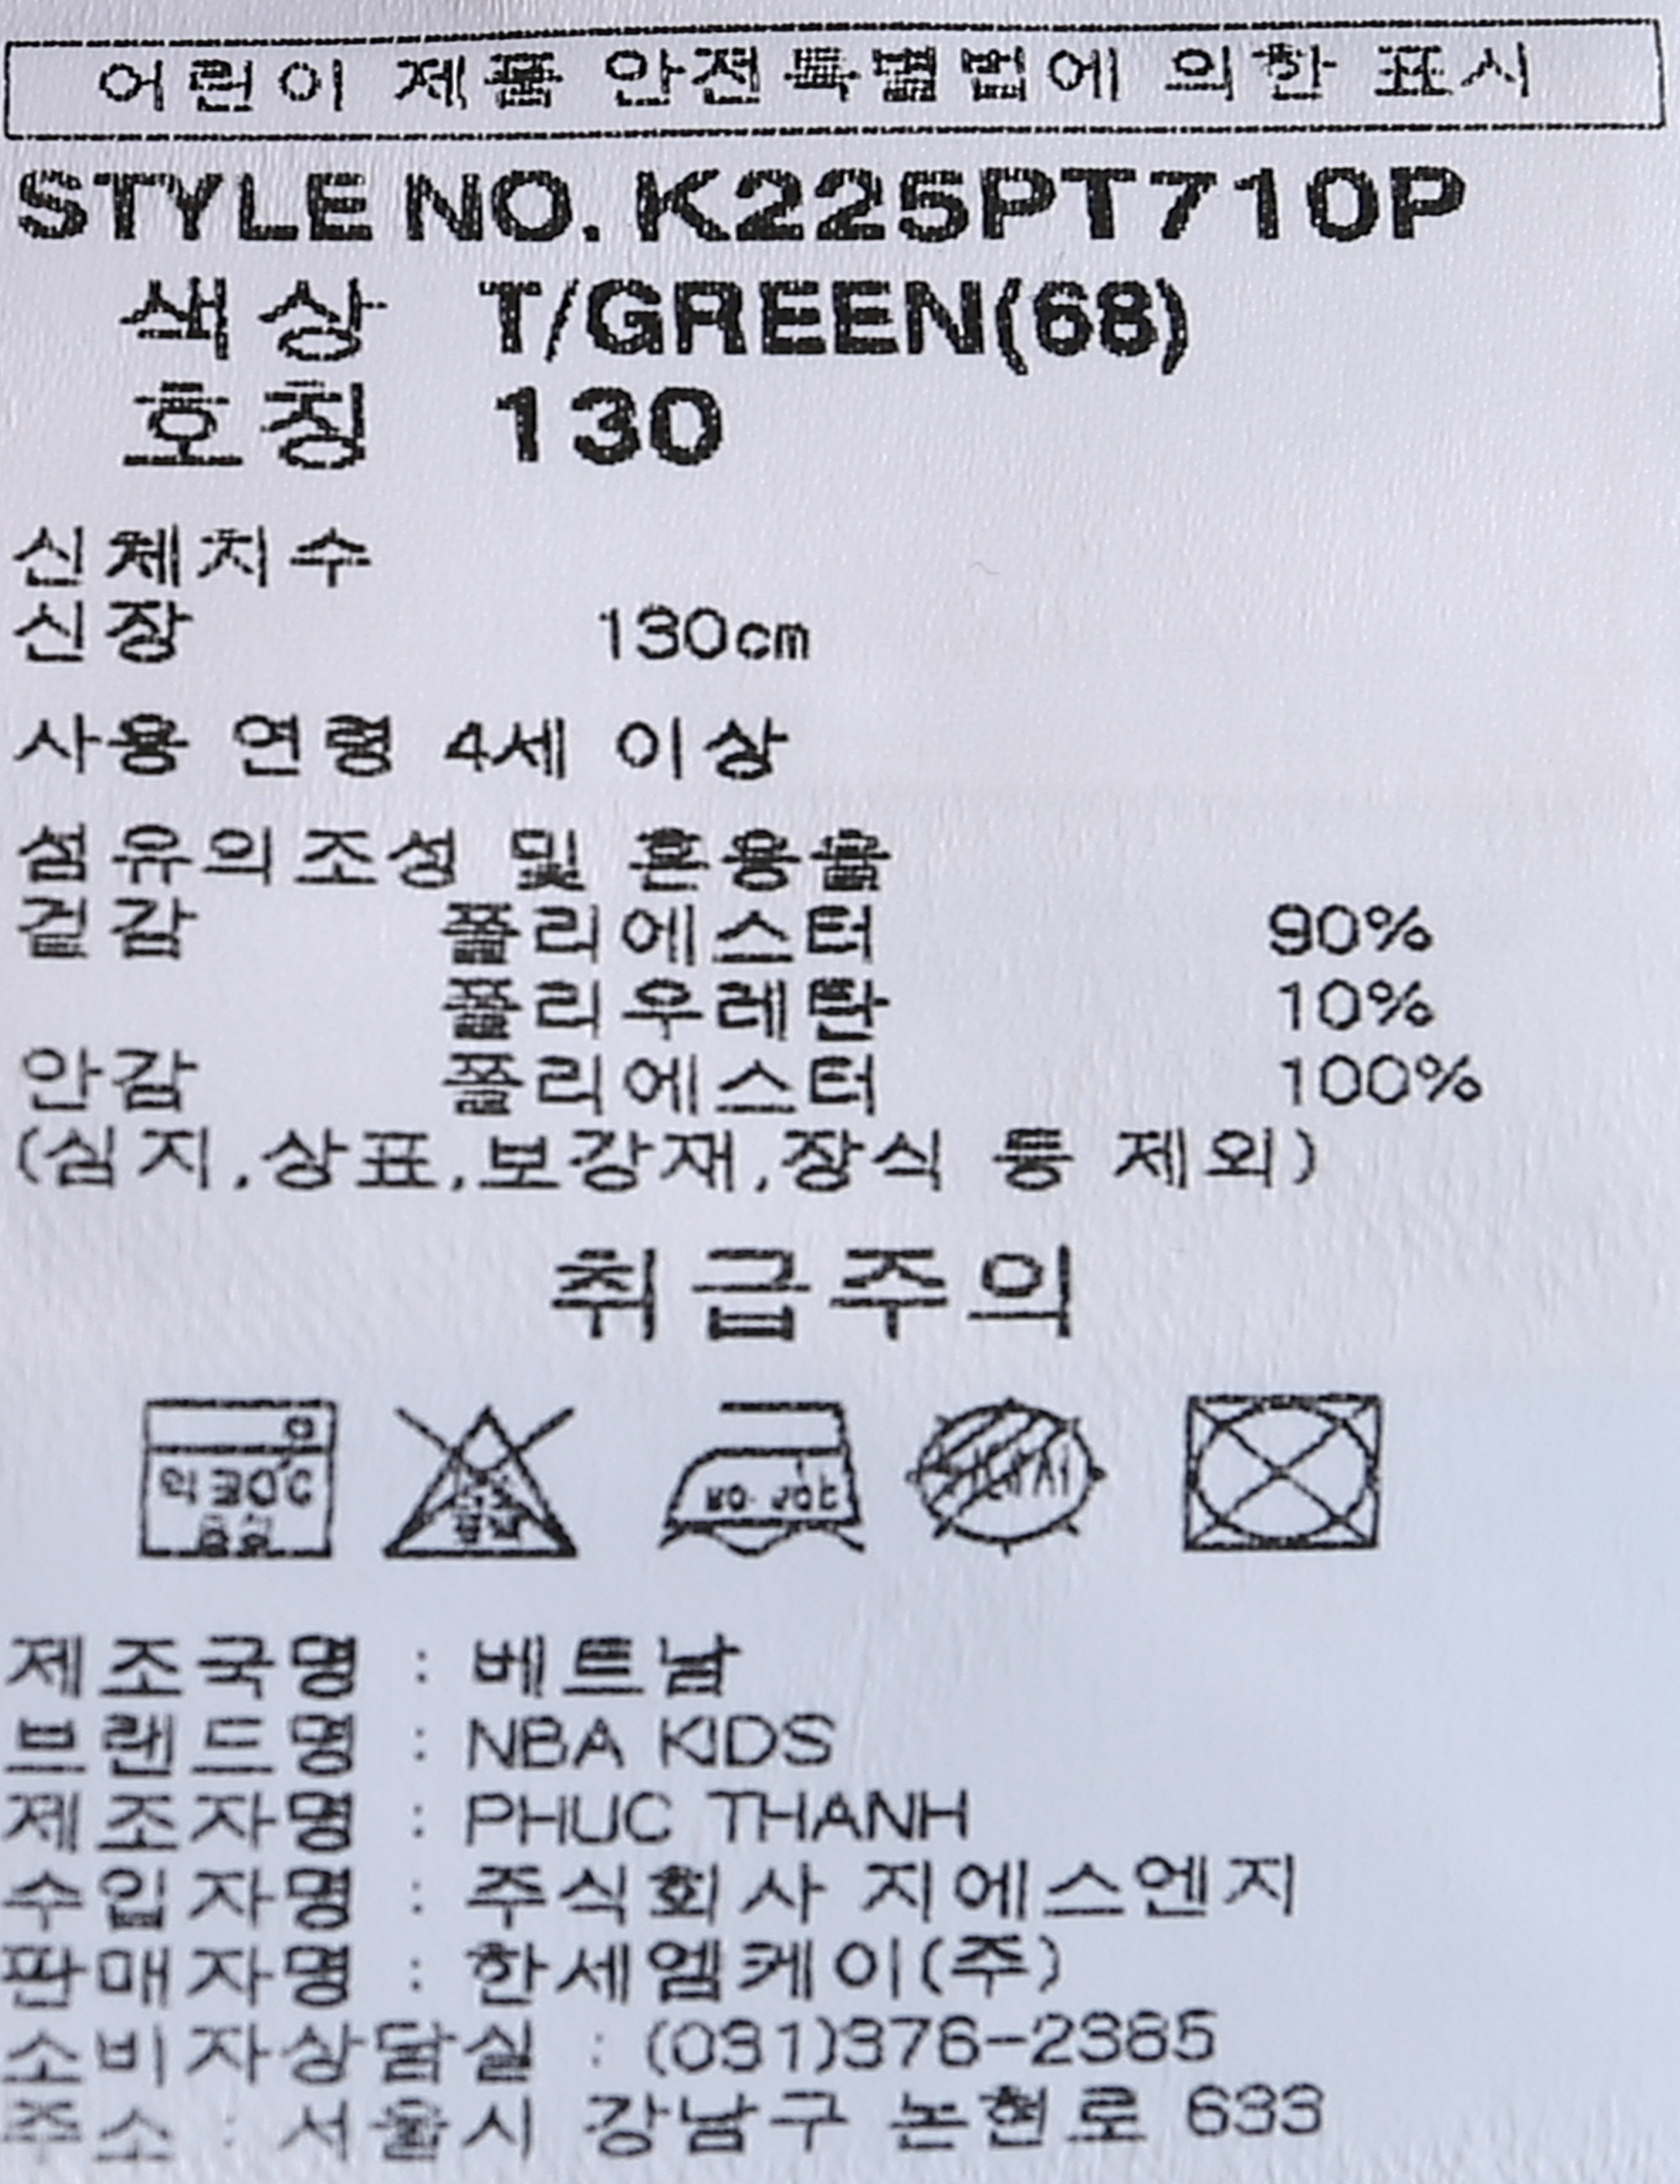 어린이 제품 안전특별법에 의한 표시
STYLE NO. K225PT710P
색상 T/GREEN(68)
호칭 130
신체치수
신장 130cm
사용 연령 4세 이상
섬유의조성 및 혼용율
겉감 폴리에스터 90%
폴리우레탄 10%
안감 폴리에스터 100%
(심지,상표,보강재,장식 등 제외)
취급주의
제조국명 : 베트남
브랜드명 : NBA KIDS
제조자명 : PHUC THANH
수입자명 : 주식회사 지에스엔지
판매자명 : 한세엠케이(주)
소비자상담실 : (031)376-2385
주소 : 서울시 강남구 논현로 633